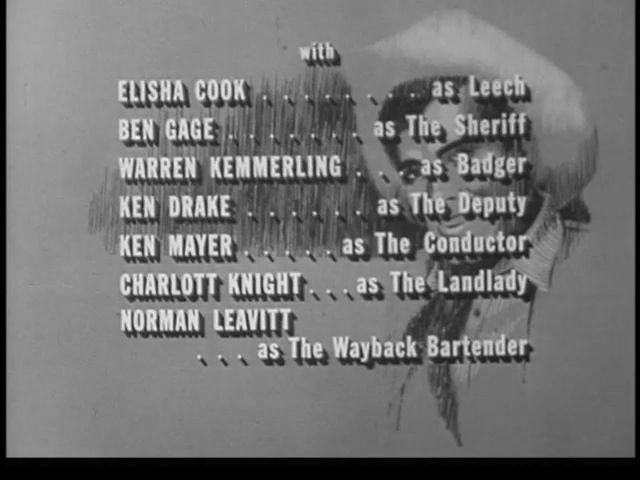 with
ELISHA COOK . . . . . . . as Leech
BEN GAGE . . . . . . . as The Sheriff
WARREN KEMMERLING . . . as Badger
KEN DRAKE . . . . . . as The Deputy
KEN MAYER . . . . . as The Conductor
CHARLOTT KNIGHT . . . as The Landlady
NORMAN LEAVITT
. . . as The Wayback Bartender